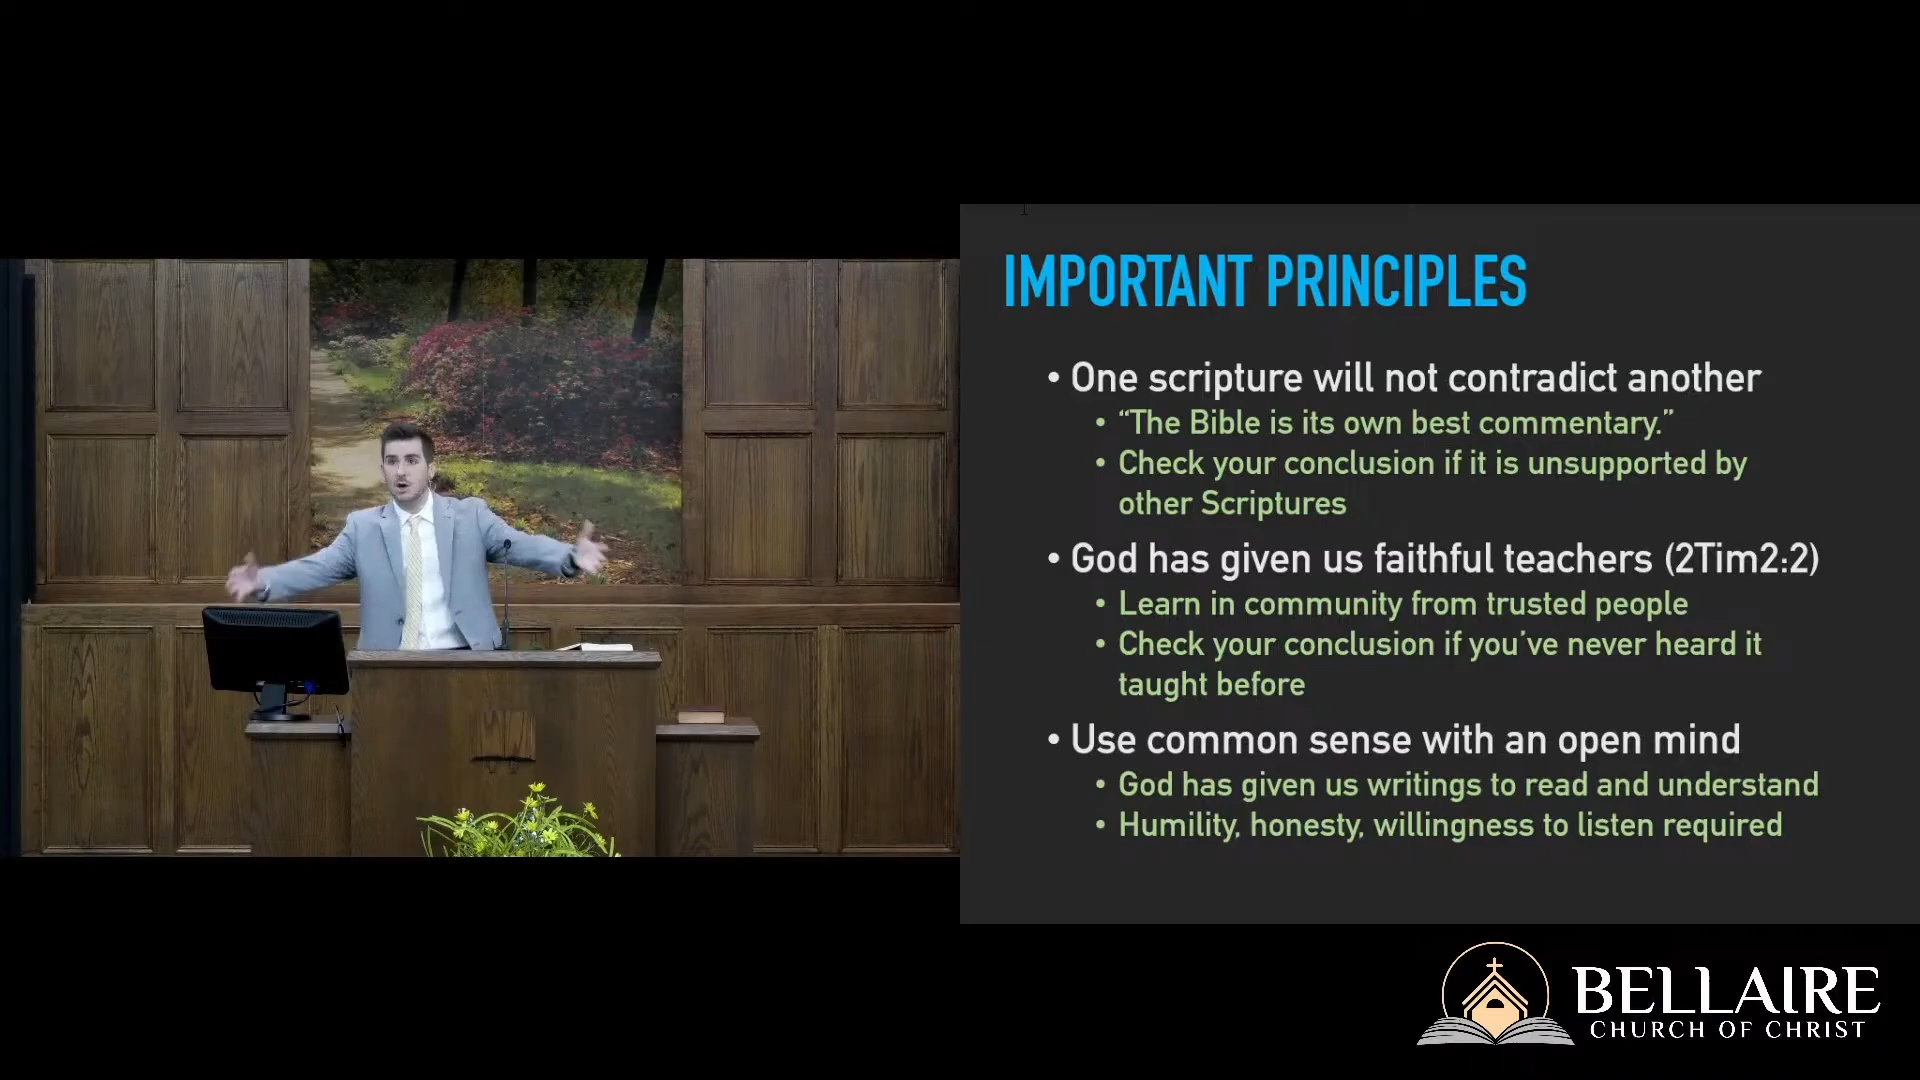 IMPORTANT PRINCIPLES
• One scripture will not contradict another
• “The Bible is its own best commentary.”
• Check your conclusion if it is unsupported by
other Scriptures
• God has given us faithful teachers (2Tim2:2)
• Learn in community from trusted people
• Check your conclusion if you’ve never heard it
taught before
• Use common sense with an open mind
• God has given us writings to read and understand
• Humility, honesty, willingness to listen required
BELLAIRE
CHURCH OF CHRIST